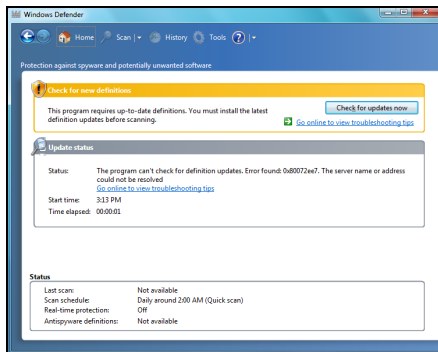 Windows Defender
Home Scan History Tools
Protection against spyware and potentially unwanted software
Check for new definitions
This program requires up-to-date definitions. You must install the latest
definition updates before scanning.
Check for updates now
Go online to view troubleshooting tips
Update status
Status: The program can't check for definition updates. Error found: 0x80072ee7. The server name or address
could not be resolved
Go online to view troubleshooting tips
Start time: 3:13 PM
Time elapsed: 00:00:01
Status
Last scan: Not available
Scan schedule: Daily around 2:00 AM (Quick scan)
Real-time protection: Off
Antispyware definitions: Not available